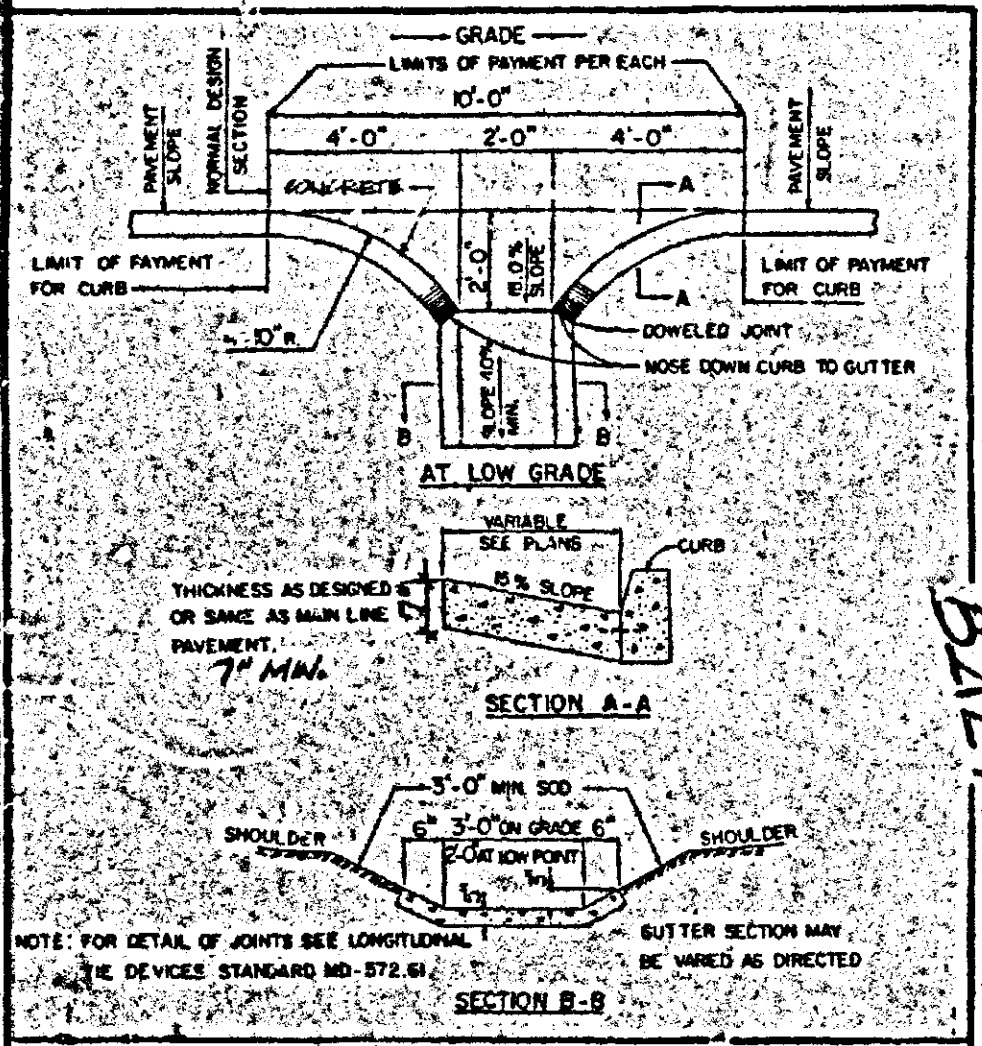 GRADE
LIMITS OF PAYMENT PER EACH
10'-0"
4'-0" 2'-0" 4'-0"
PAVEMENT
SLOPE
NORMAL DESIGN
SECTION
PAVEMENT
SLOPE
CONCRETE
A
2'-0"
SLOPE
LIMIT OF PAYMENT
FOR CURB
LIMIT OF PAYMENT
FOR CURB
A
10" R.
DOWELED JOINT
NOSE DOWN CURB TO GUTTER
SLOPE 40%
MIN.
B B
AT LOW GRADE
VARIABLE
SEE PLANS
CURB
15% SLOPE
THICKNESS AS DESIGNED
OR SAME AS MAIN LINE
PAVEMENT.
7" MIN.
SECTION A-A
3'-0" MIN. SOD
6" 3'-0" ON GRADE 6"
SHOULDER
SHOULDER
2'-0" AT LOW POINT
NOTE: FOR DETAIL OF JOINTS SEE LONGITUDINAL
TIE DEVICES STANDARD MD-572.61.
GUTTER SECTION MAY
BE VARIED AS DIRECTED
SECTION B-B